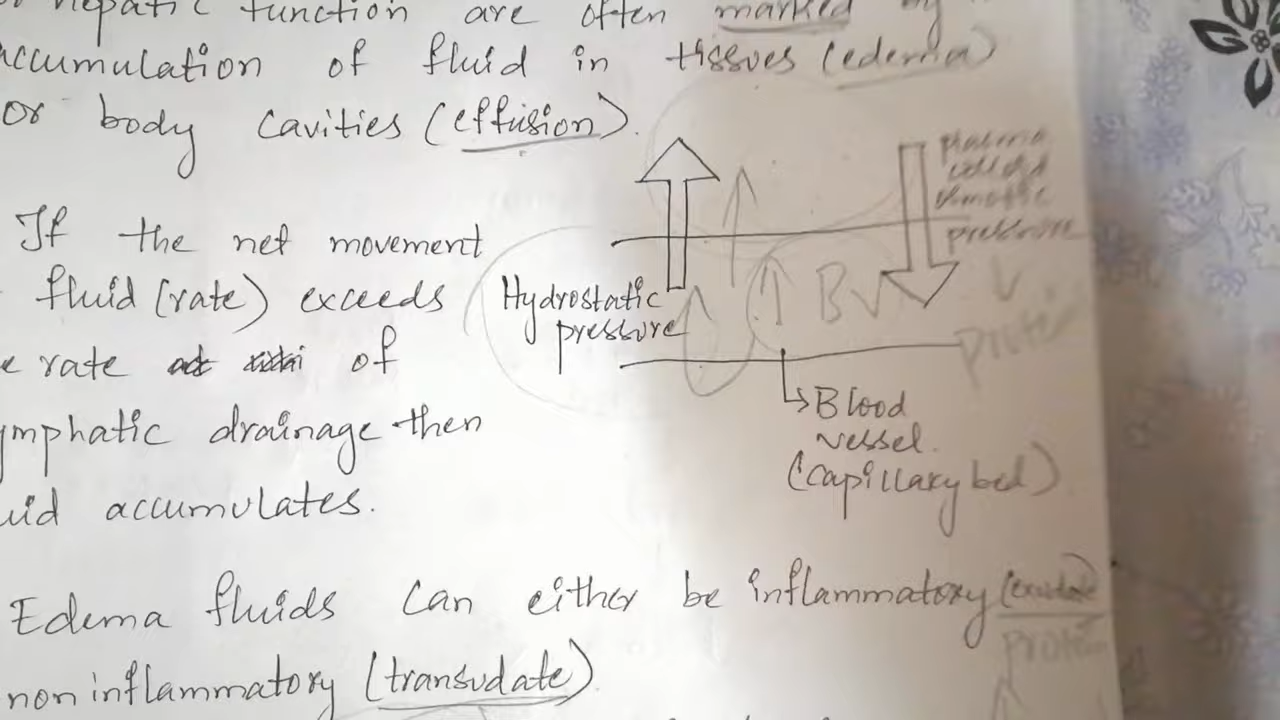 hepatic function are often marked by
accumulation of fluid in tissues (edema)
or body cavities (effusion).
If the net movement
fluid (rate) exceeds
rate of
drainage then
accumulates.
Hydrostatic
pressure
plasma
colloid
osmotic
pressure
BV
Blood
vessel.
(capillary bed)
Edema fluids can either be inflammatory (exudate
non inflammatory (transudate).